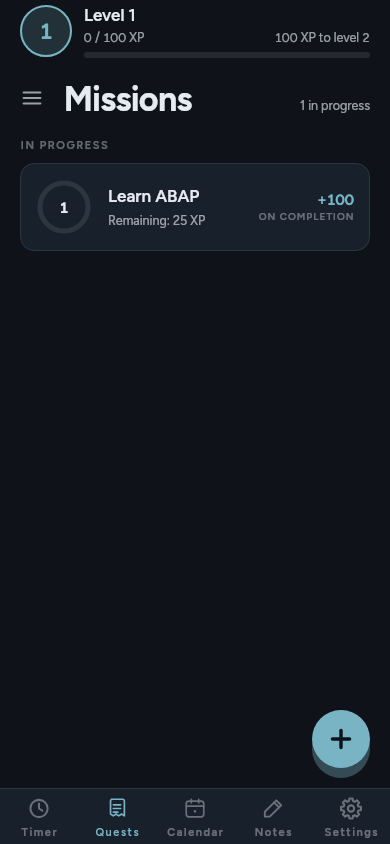 1
Level 1
0 / 100 XP
100 XP to level 2
Missions
1 in progress
IN PROGRESS
1
Learn ABAP
Remaining: 25 XP
+100
ON COMPLETION
Timer
Quests
Calendar
Notes
Settings